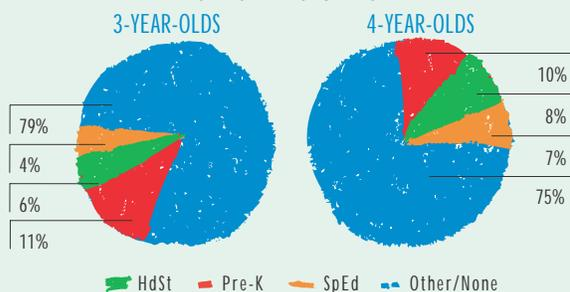 3-YEAR-OLDS
4-YEAR-OLDS
79%
4%
6%
11%
10%
8%
7%
75%
HdSt Pre-K SpEd Other/None